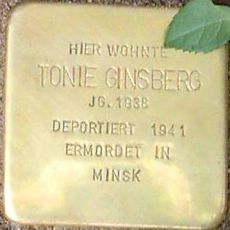 HIER WOHNTE
TONIE GINSBERG
JG. 1938
DEPORTIERT 1941
ERMORDET IN
MINSK